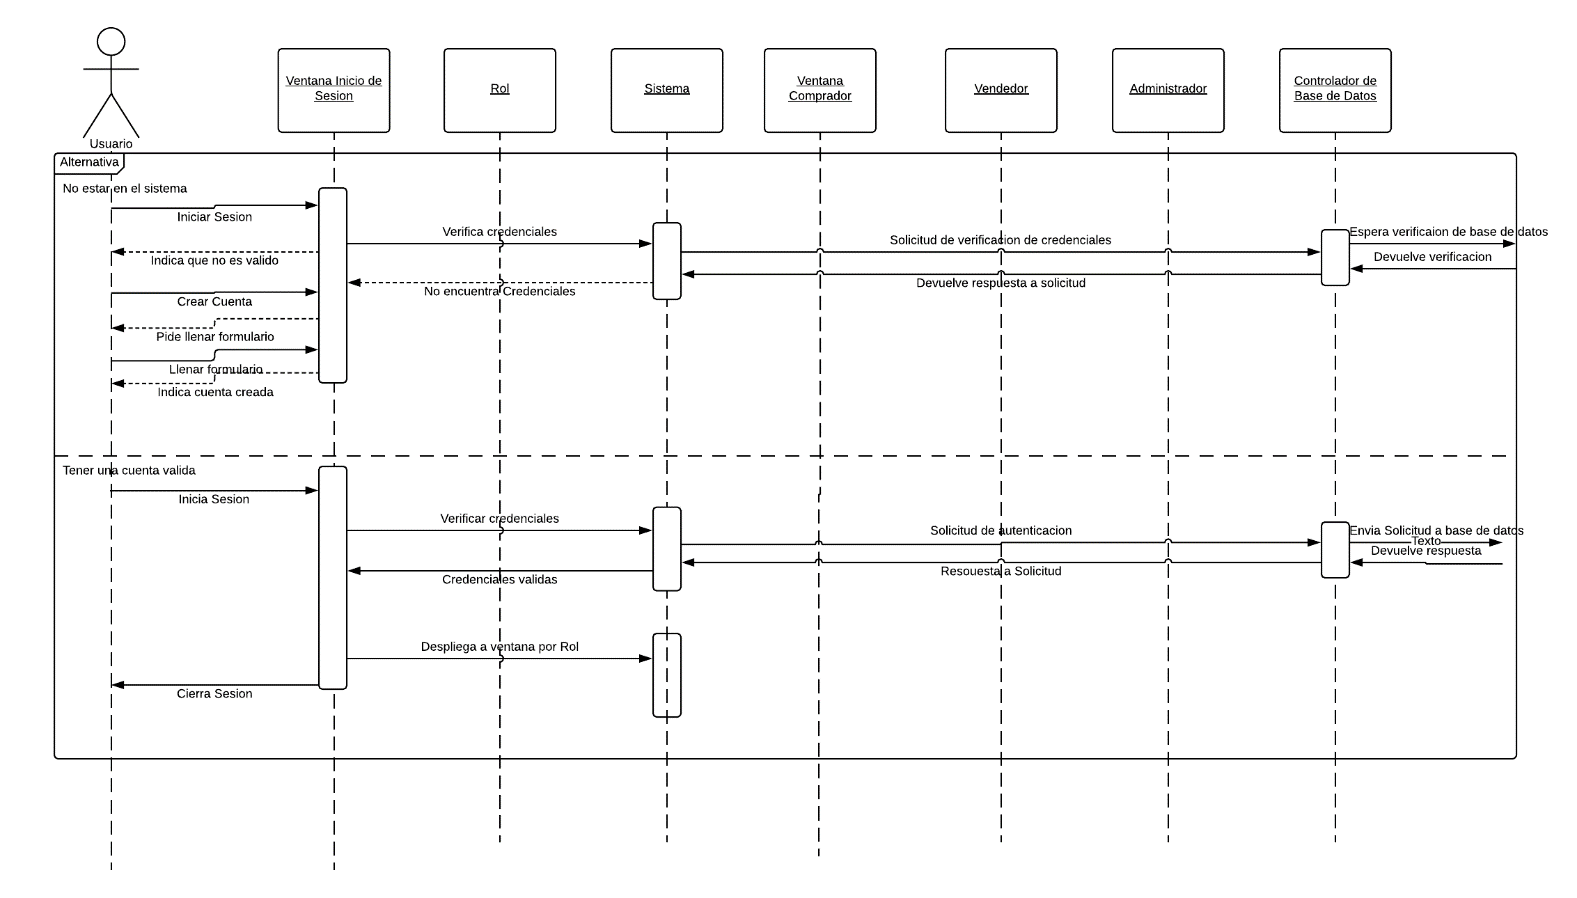 Usuario
Ventana Inicio de
Sesion
Rol
Sistema
Ventana
Comprador
Vendedor
Administrador
Controlador de
Base de Datos
Alternativa
No estar en el sistema
Iniciar Sesion
Verifica credenciales
Solicitud de verificacion de credenciales
Espera verificaion de base de datos
Devuelve verificacion
Indica que no es valido
No encuentra Credenciales
Devuelve respuesta a solicitud
Crear Cuenta
Pide llenar formulario
Llenar formulario
Indica cuenta creada
Tener una cuenta valida
Inicia Sesion
Verificar credenciales
Solicitud de autenticacion
Envia Solicitud a base de datos
Texto
Devuelve respuesta
Credenciales validas
Resouesta a Solicitud
Despliega a ventana por Rol
Cierra Sesion